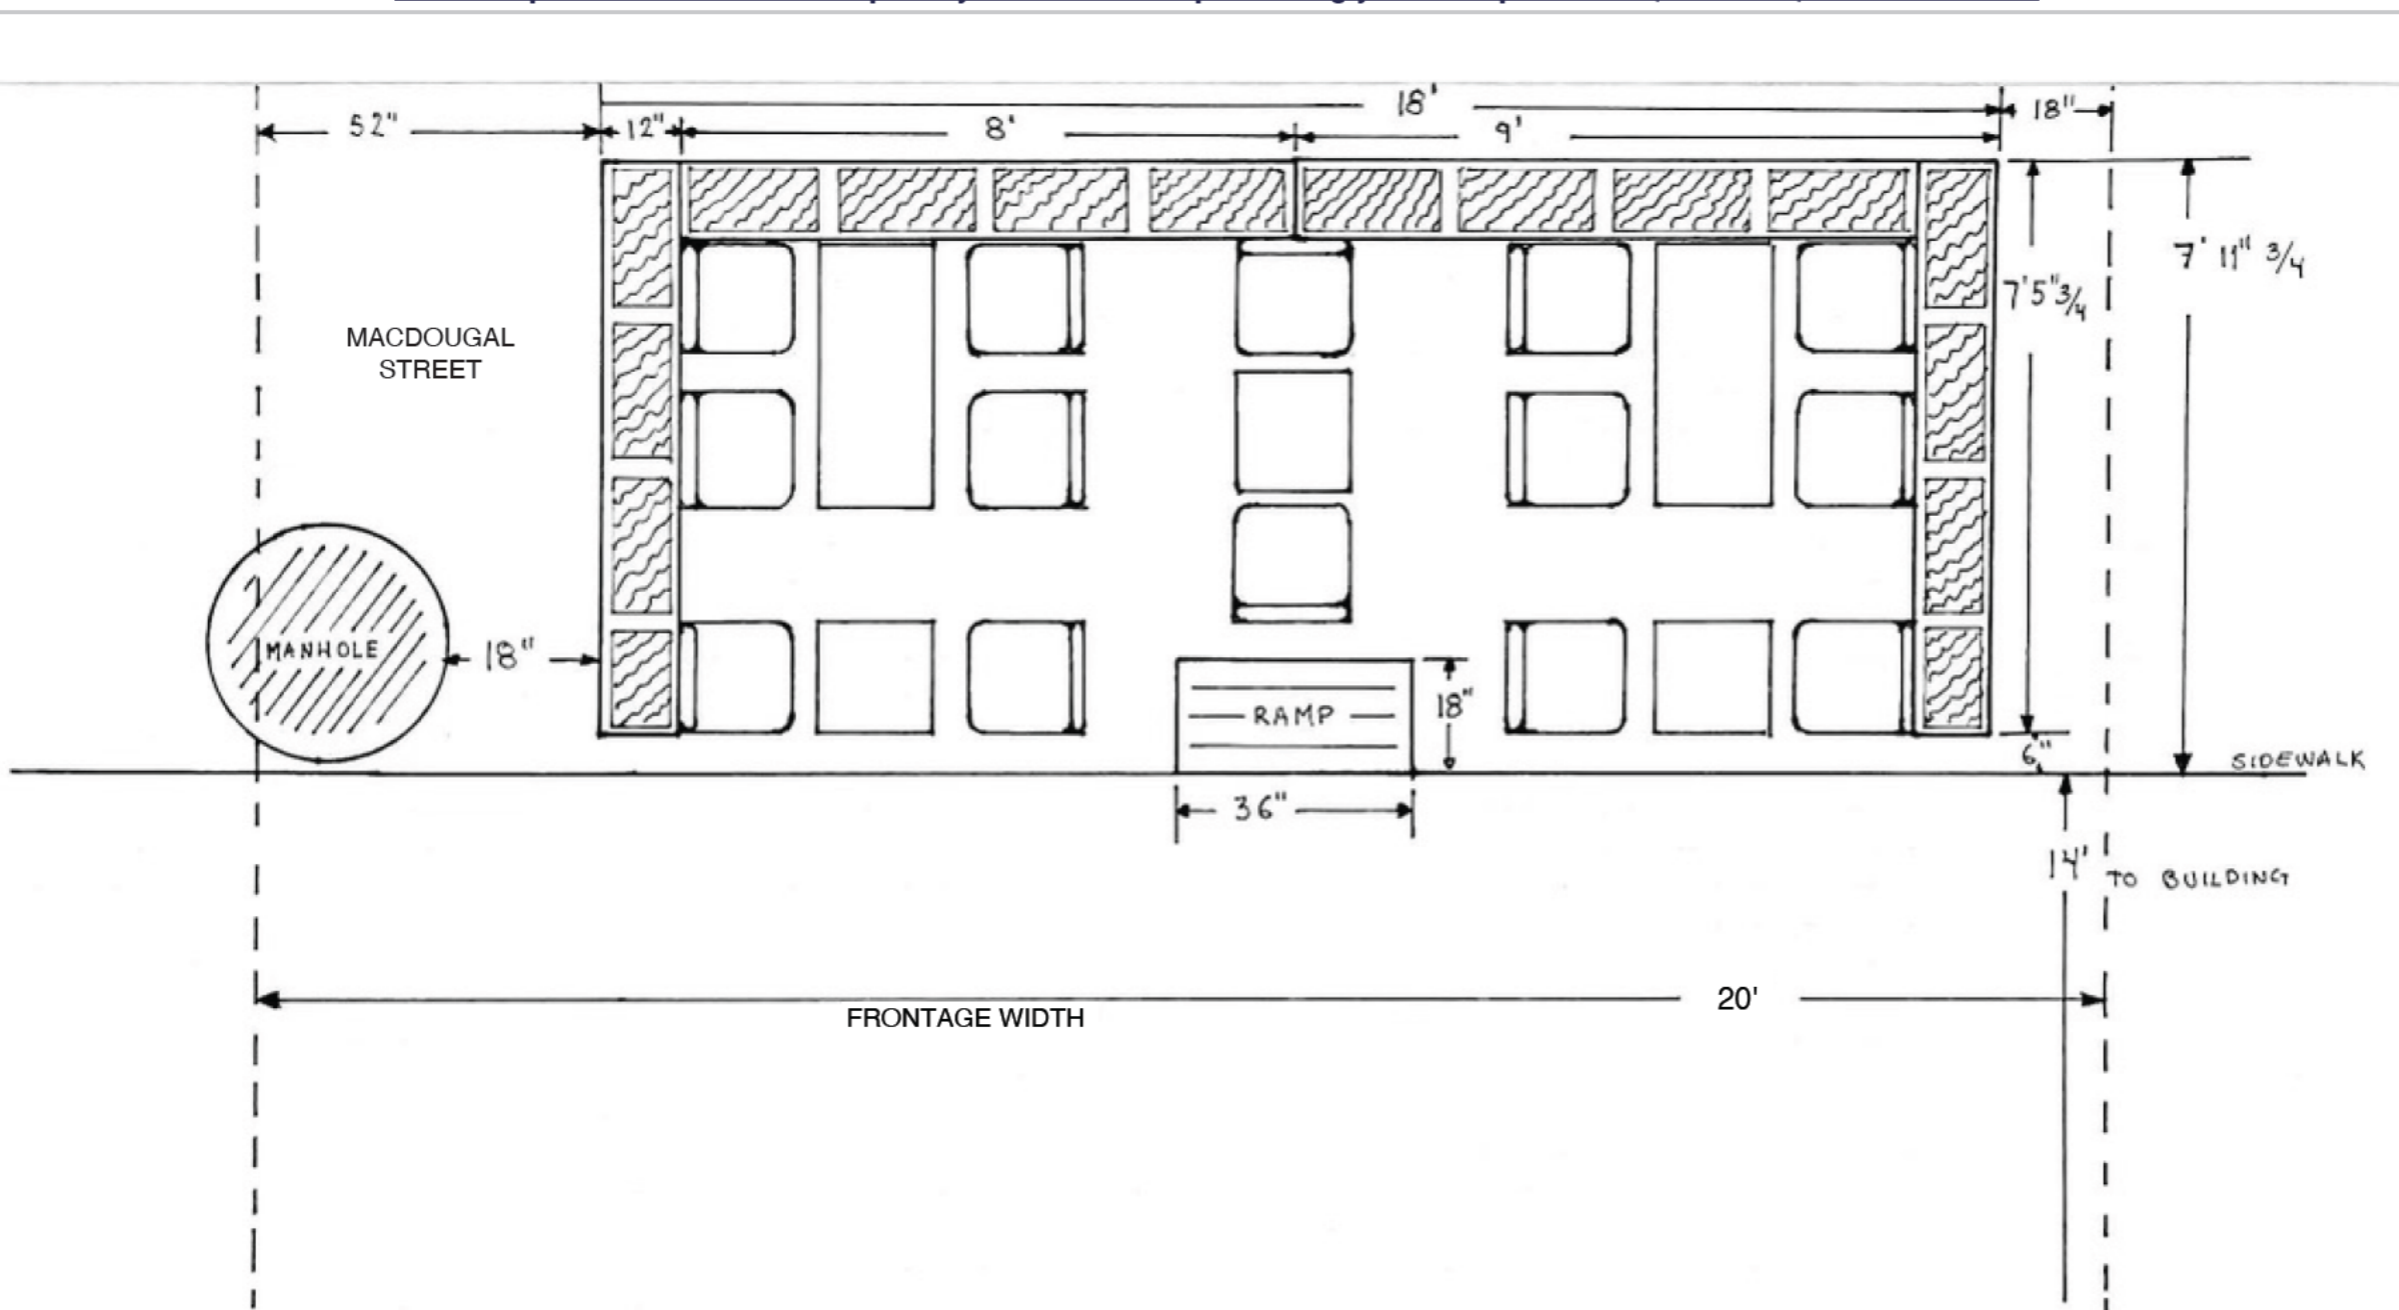 18'
18"
52"
12"
8'
9'
7' 11" 3/4
7'5"3/4
MACDOUGAL
STREET
MANHOLE
18"
18"
RAMP
6"
SIDEWALK
36"
14' TO BUILDING
20'
FRONTAGE WIDTH